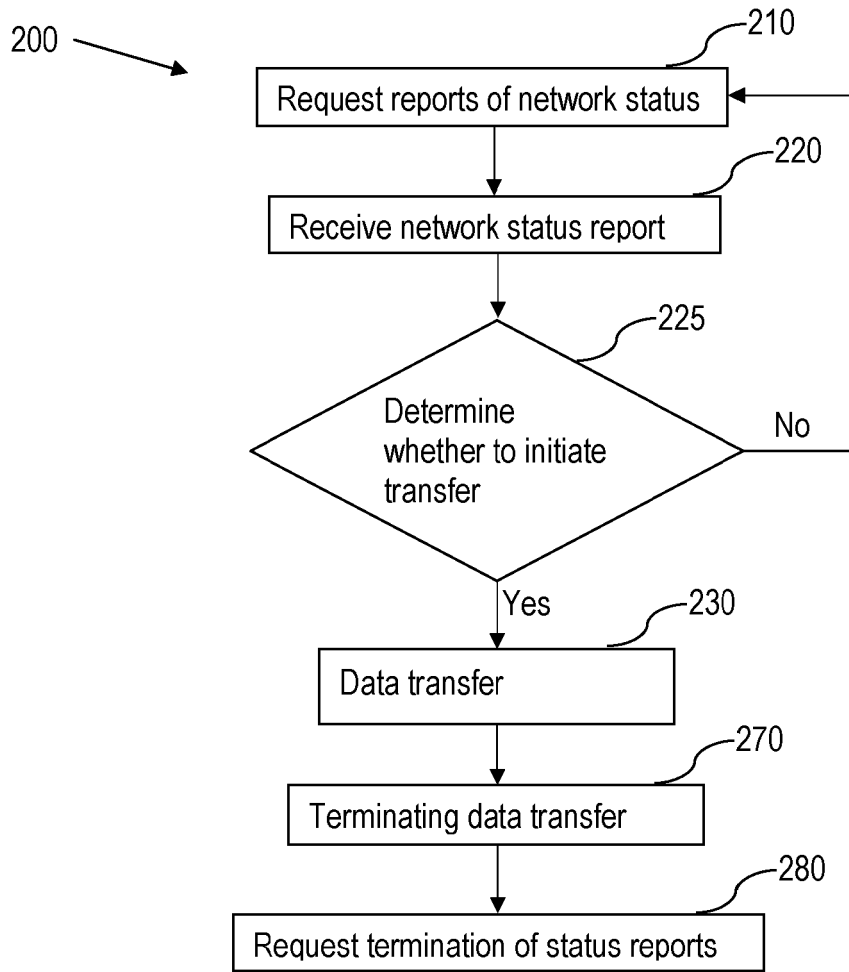 200
210
Request reports of network status
220
Receive network status report
225
Determine
whether to initiate
transfer
No
Yes
230
Data transfer
270
Terminating data transfer
280
Request termination of status reports